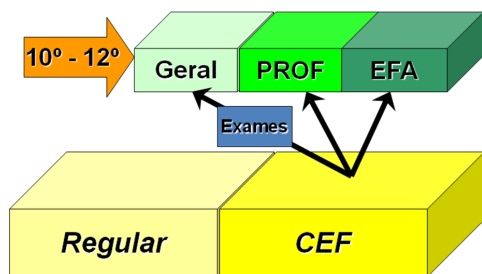 10º - 12º
Geral
PROF
EFA
Exames
Regular
CEF